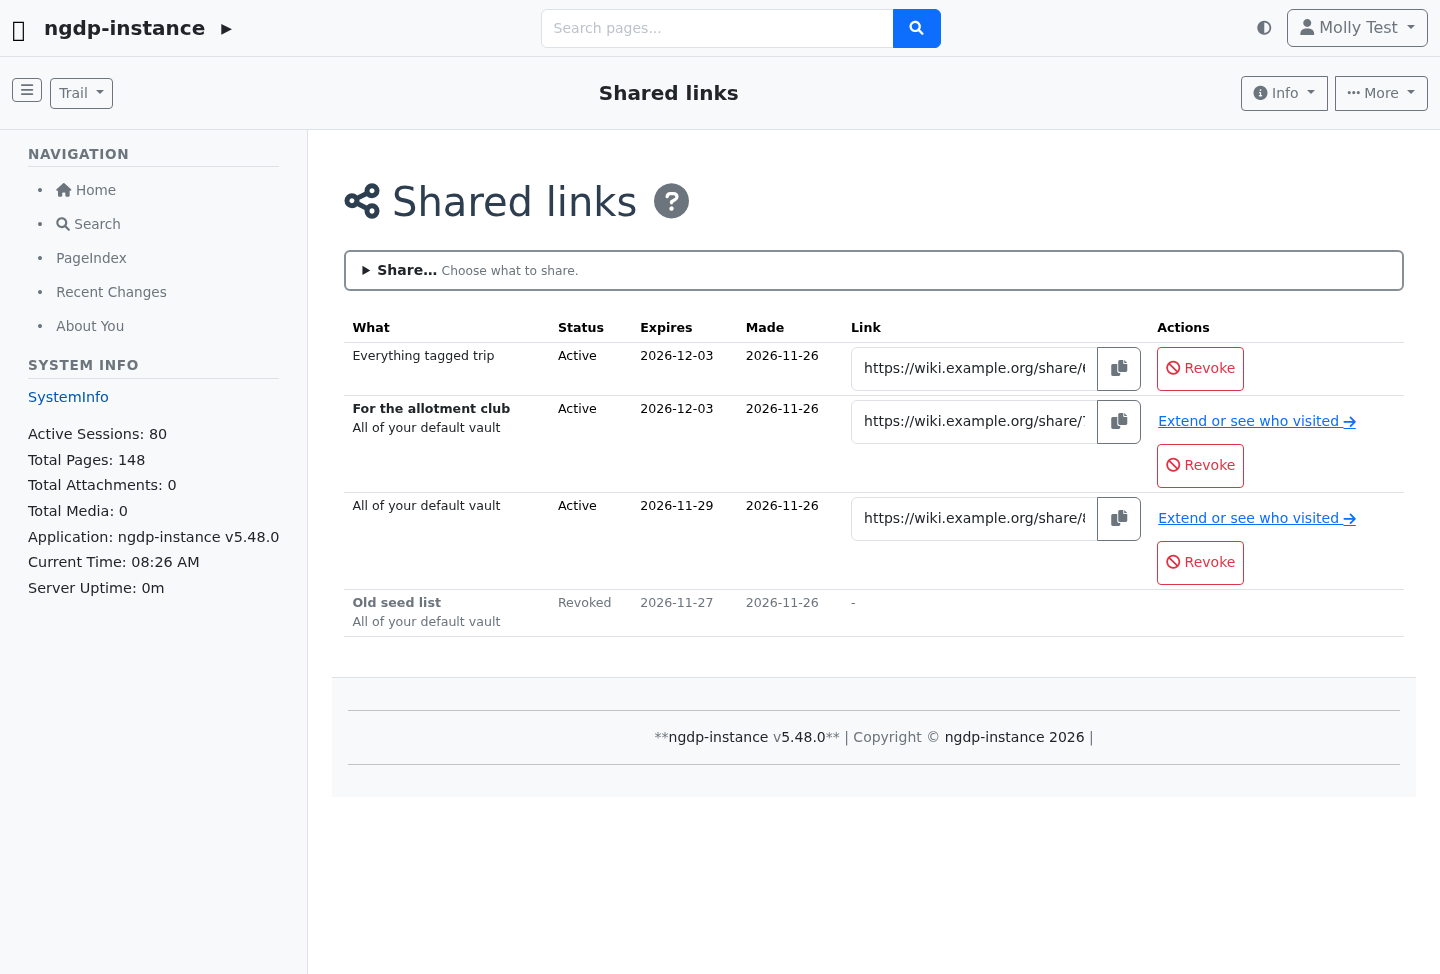 ngdp-instance ▶
Search pages...
Molly Test
Trail
Shared links
Info
More
NAVIGATION
• Home
• Search
• PageIndex
• Recent Changes
• About You
SYSTEM INFO
SystemInfo
Active Sessions: 80
Total Pages: 148
Total Attachments: 0
Total Media: 0
Application: ngdp-instance v5.48.0
Current Time: 08:26 AM
Server Uptime: 0m
Shared links ?
▶ Share... Choose what to share.
What Status Expires Made Link Actions
Everything tagged trip Active 2026-12-03 2026-11-26 https://wiki.example.org/share/ Revoke
For the allotment club Active 2026-12-03 2026-11-26 https://wiki.example.org/share/ Extend or see who visited →
All of your default vault
Revoke
All of your default vault Active 2026-11-29 2026-11-26 https://wiki.example.org/share/ Extend or see who visited →
Revoke
Old seed list Revoked 2026-11-27 2026-11-26 -
All of your default vault
**ngdp-instance v5.48.0** | Copyright © ngdp-instance 2026 |